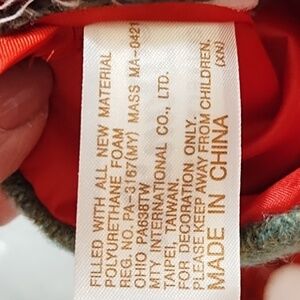 FILLED WITH ALL NEW MATERIAL
POLYURETHANE FOAM
REG. NO. PA-3167(MY) MASS MA-0421
OHIO PA638TW
MTY INTERNATIONAL CO., LTD.
TAIPEI, TAIWAN.
FOR DECORATION ONLY.
PLEASE KEEP AWAY FROM CHILDREN.
MADE IN CHINA (XN)